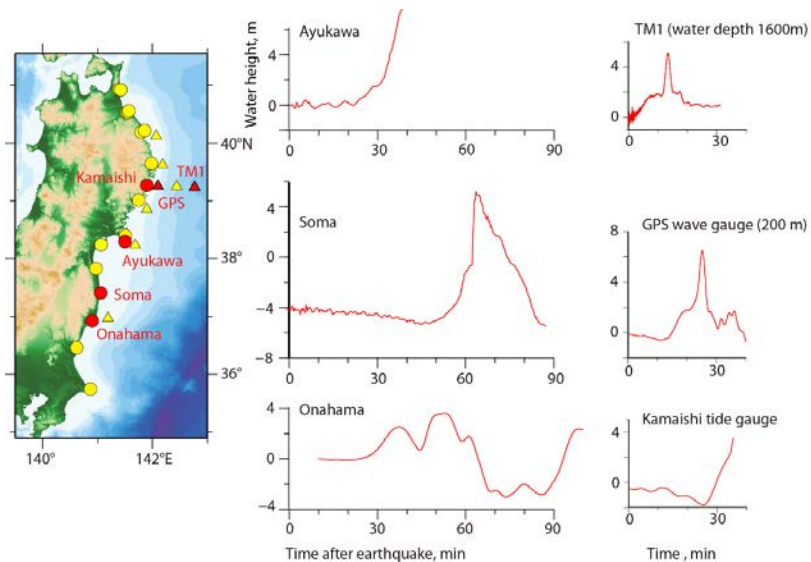 Ayukawa
TM1 (water depth 1600m)
Water height, m
4
0
0
30
60
90
4
0
0
30
40°N
38°
36°
140°
142°E
Kamaishi
TM1
GPS
Ayukawa
Soma
Onahama
Soma
4
0
−4
−8
0
30
60
90
GPS wave gauge (200 m)
8
4
0
0
30
Onahama
4
0
−4
0
30
60
90
Time after earthquake, min
Kamaishi tide gauge
4
0
0
30
Time , min